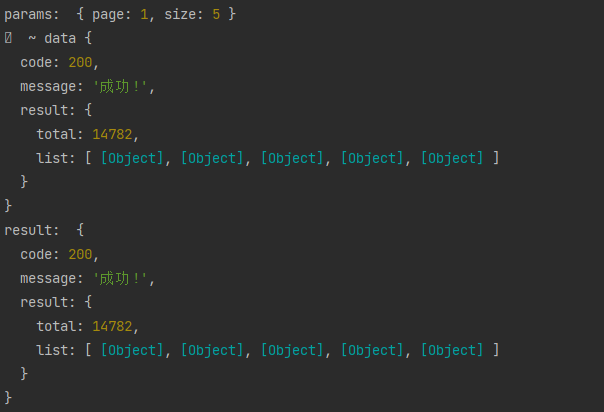 params:  { page: 1, size: 5 }
~ data {
  code: 200,
  message: '成功！',
  result: {
    total: 14782,
    list: [ [Object], [Object], [Object], [Object], [Object] ]
  }
}
result:  {
  code: 200,
  message: '成功！',
  result: {
    total: 14782,
    list: [ [Object], [Object], [Object], [Object], [Object] ]
  }
}